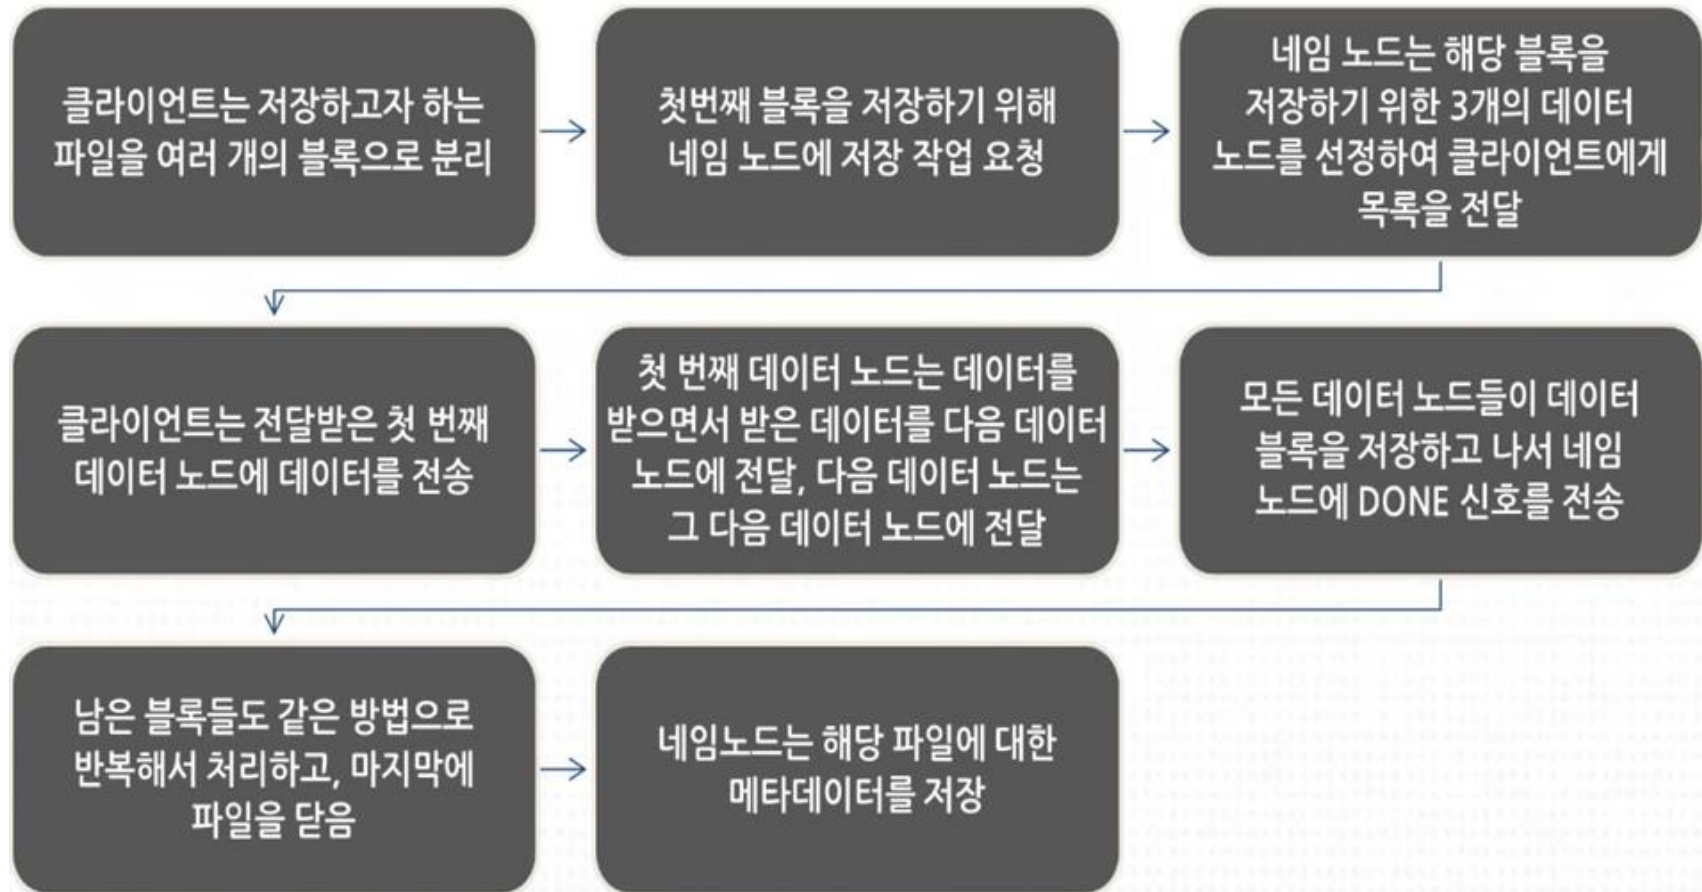 클라이언트는 저장하고자 하는
파일을 여러 개의 블록으로 분리
첫번째 블록을 저장하기 위해
네임 노드에 저장 작업 요청
네임 노드는 해당 블록을
저장하기 위한 3개의 데이터
노드를 선정하여 클라이언트에게
목록을 전달
클라이언트는 전달받은 첫 번째
데이터 노드에 데이터를 전송
첫 번째 데이터 노드는 데이터를
받으면서 받은 데이터를 다음 데이터
노드에 전달, 다음 데이터 노드는
그 다음 데이터 노드에 전달
모든 데이터 노드들이 데이터
블록을 저장하고 나서 네임
노드에 DONE 신호를 전송
남은 블록들도 같은 방법으로
반복해서 처리하고, 마지막에
파일을 닫음
네임노드는 해당 파일에 대한
메타데이터를 저장